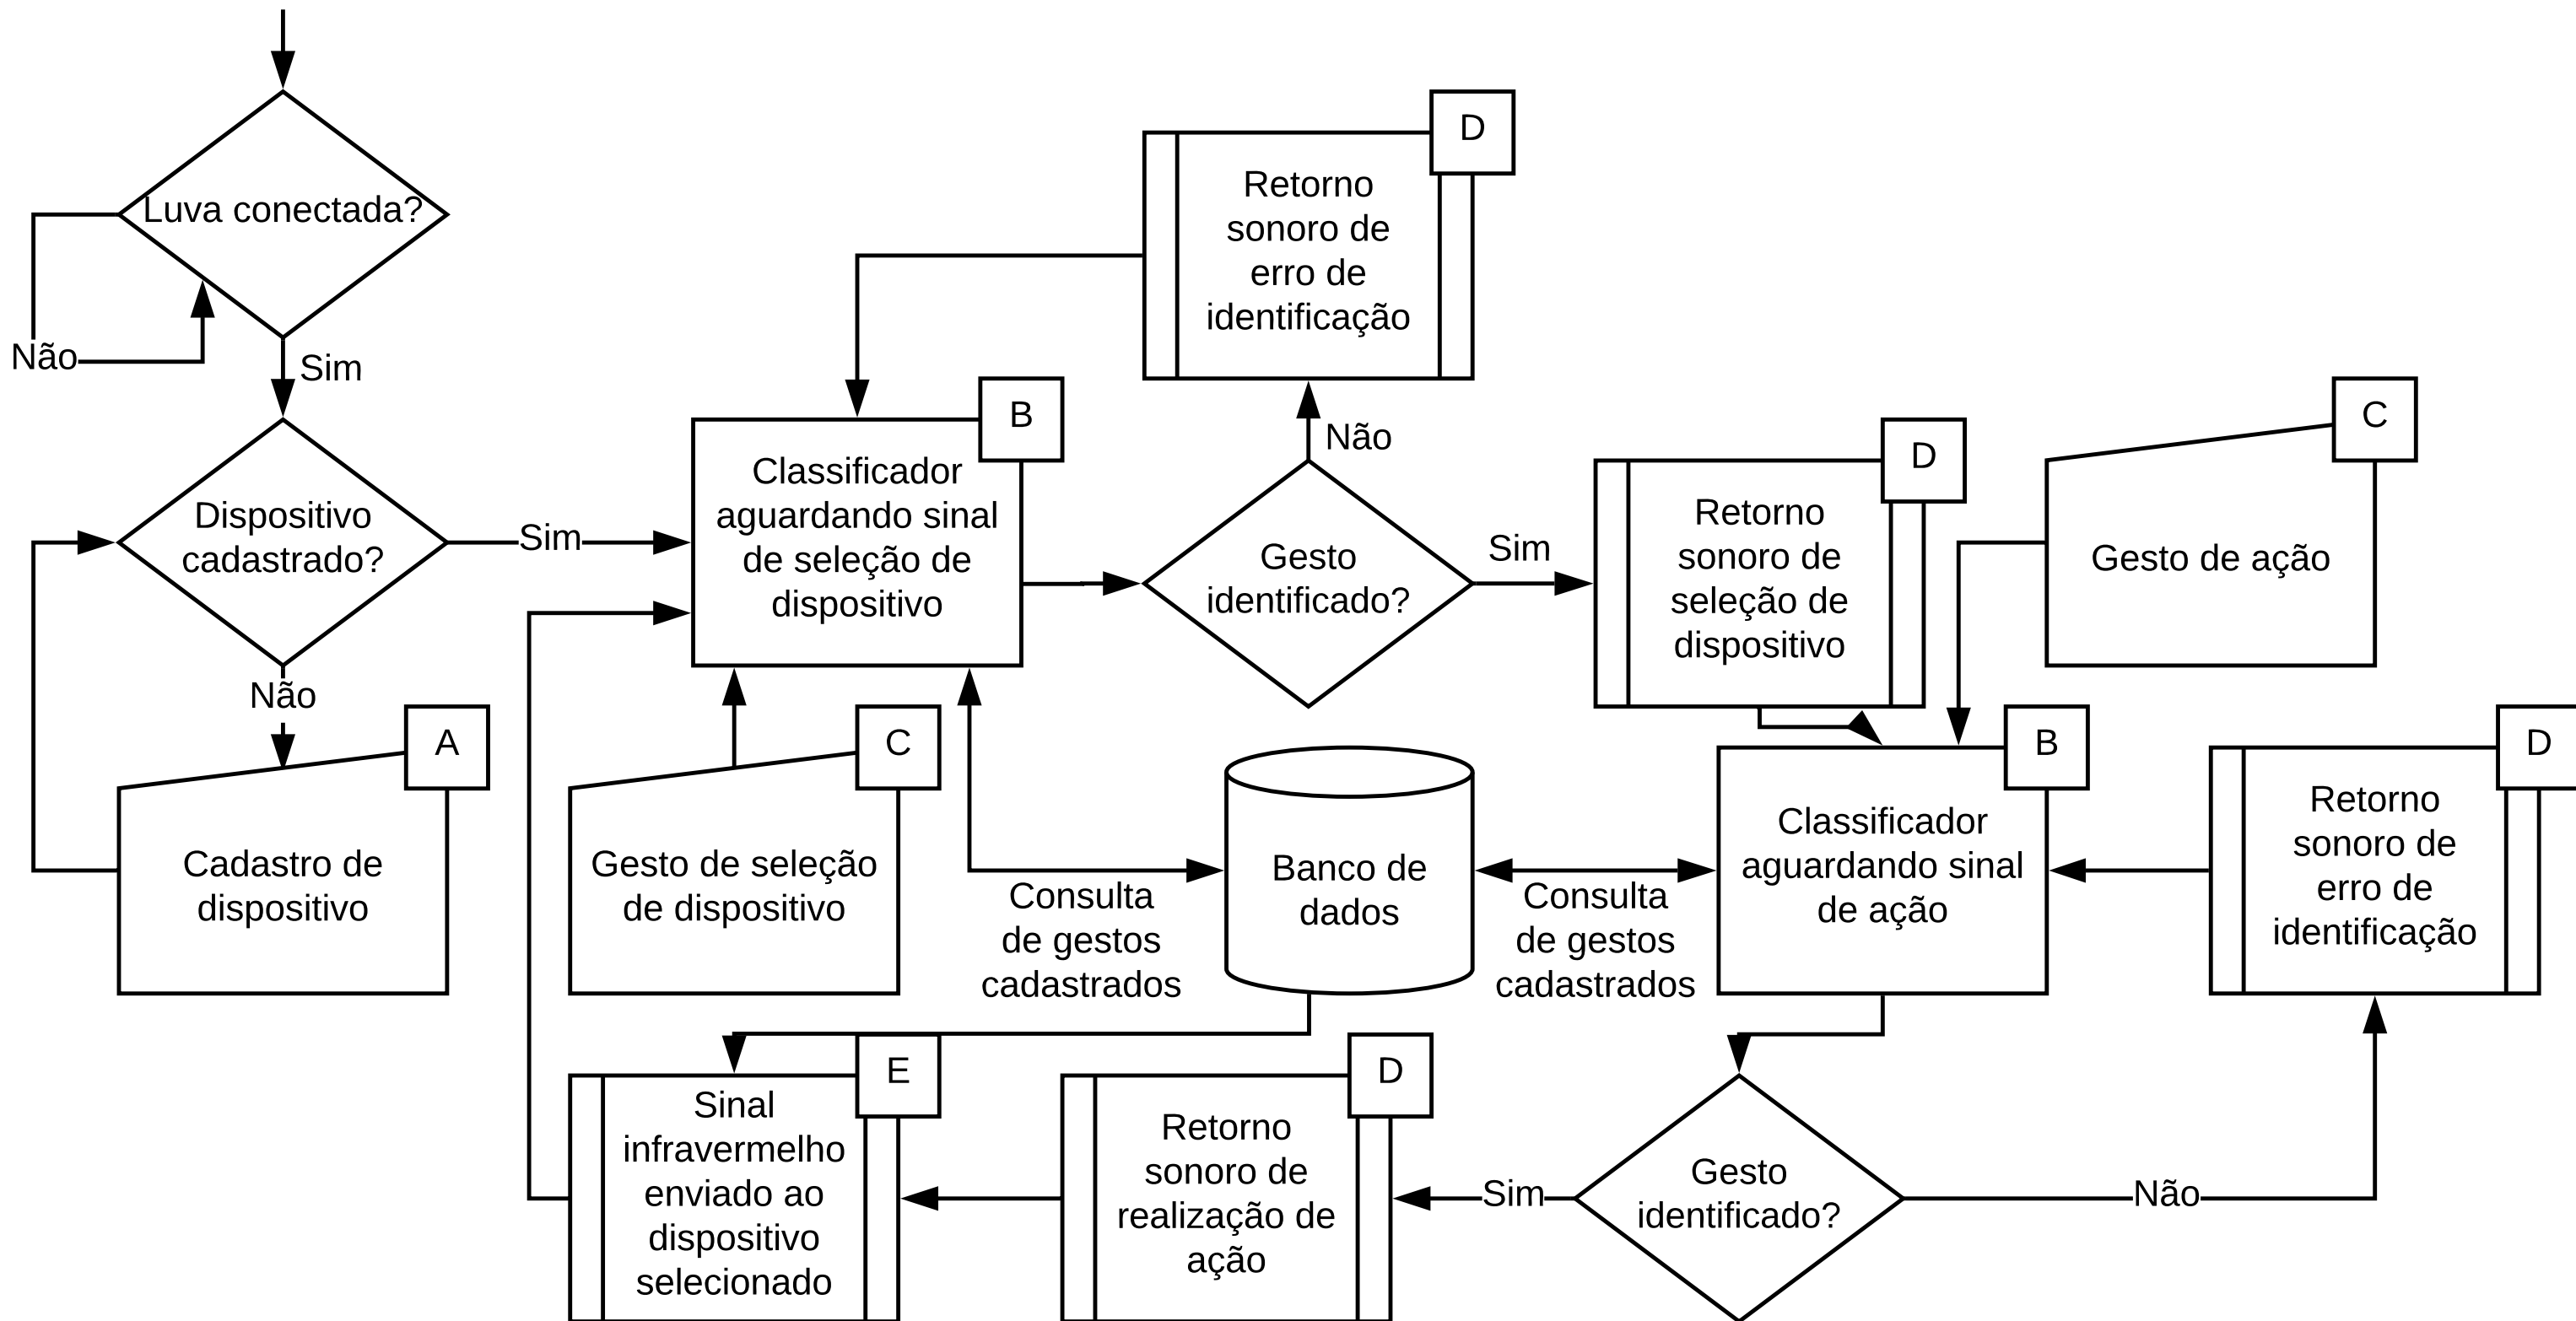 Luva conectada?
Não
Sim
Dispositivo
cadastrado?
Sim
Não
A
Cadastro de
dispositivo
B
Classificador
aguardando sinal
de seleção de
dispositivo
C
Gesto de seleção
de dispositivo
D
Retorno
sonoro de
erro de
identificação
Não
Gesto
identificado?
Sim
D
Retorno
sonoro de
seleção de
dispositivo
C
Gesto de ação
Consulta
de gestos
cadastrados
Banco de
dados
Consulta
de gestos
cadastrados
B
Classificador
aguardando sinal
de ação
D
Retorno
sonoro de
erro de
identificação
E
Sinal
infravermelho
enviado ao
dispositivo
selecionado
D
Retorno
sonoro de
realização de
ação
Sim
Gesto
identificado?
Não